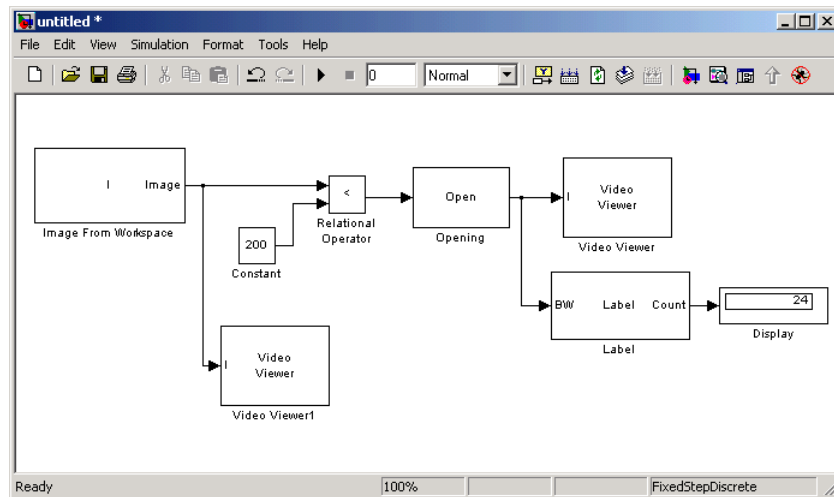 untitled *
File Edit View Simulation Format Tools Help
0 Normal
I Image
Image From Workspace
<
Relational
Operator
200
Constant
Open
Opening
I Video
Viewer
Video Viewer
BW Label Count
Label
24
Display
I Video
Viewer
Video Viewer1
Ready 100% FixedStepDiscrete